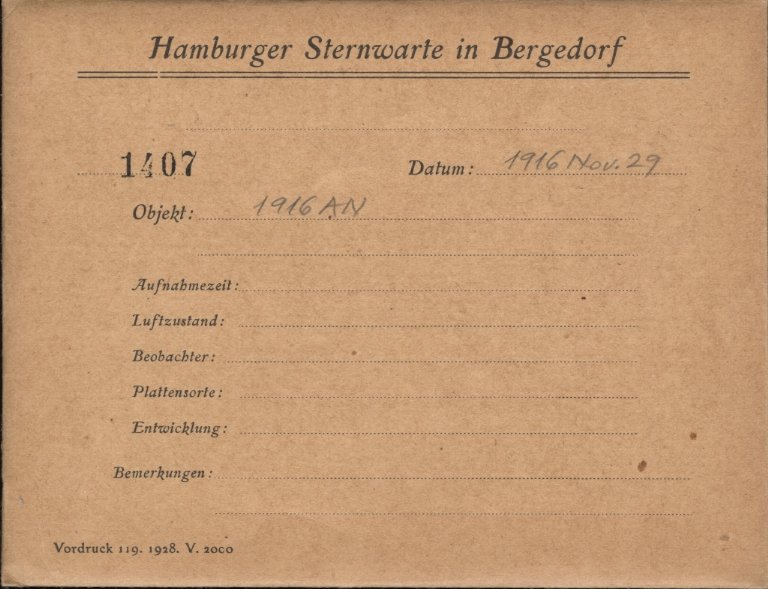 Hamburger Sternwarte in Bergedorf
1407 Datum: 1916 Nov. 29
Objekt: 1916 AN
Aufnahmezeit:
Luftzustand:
Beobachter:
Plattensorte:
Entwicklung:
Bemerkungen:
Vordruck 119. 1928. V. 2000